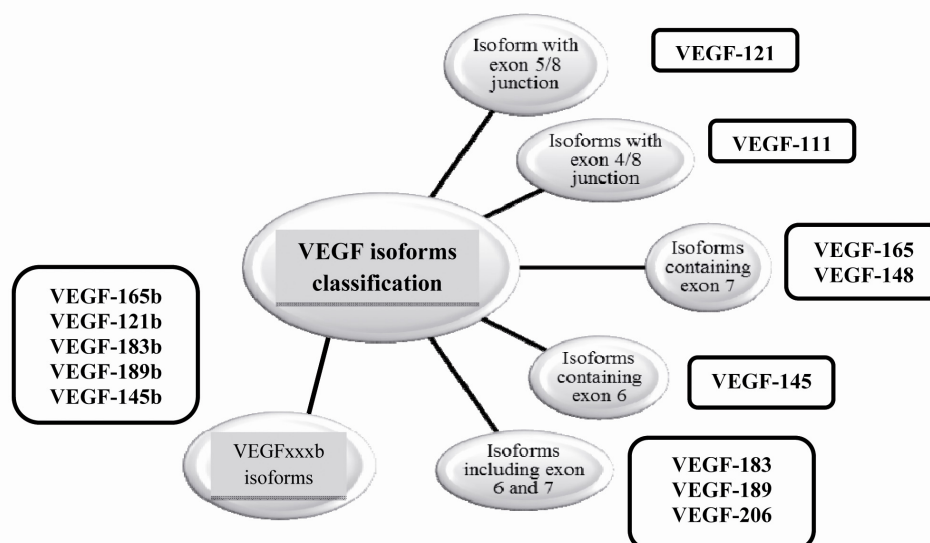 Isoform with
exon 5/8
junction
VEGF-121
Isoforms with
exon 4/8
junction
VEGF-111
VEGF isoforms
classification
Isoforms
containing
exon 7
VEGF-165
VEGF-148
Isoforms
containing
exon 6
VEGF-145
Isoforms
including exon
6 and 7
VEGF-183
VEGF-189
VEGF-206
VEGFxxxb
isoforms
VEGF-165b
VEGF-121b
VEGF-183b
VEGF-189b
VEGF-145b